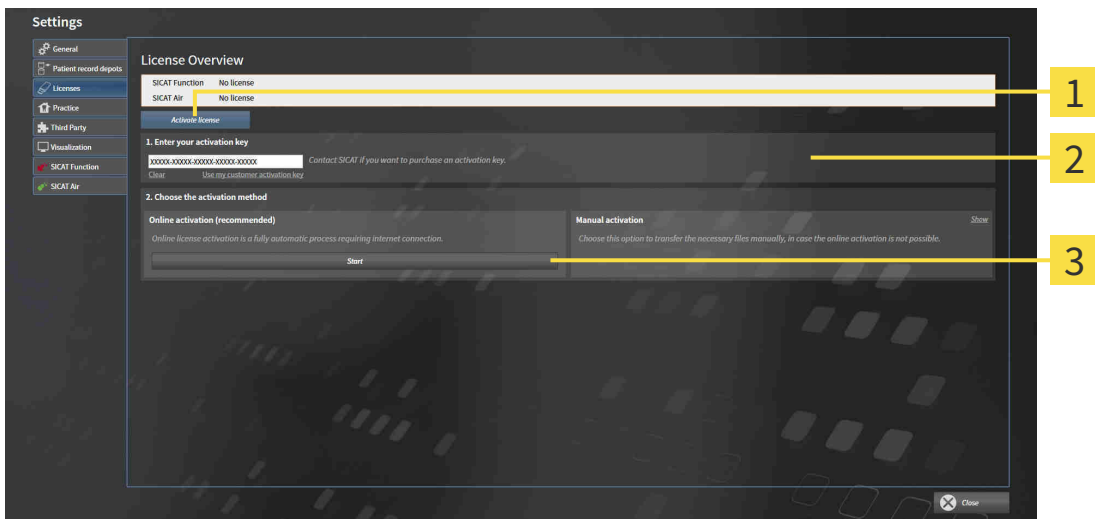 Settings
General
Patient record depots
Licenses
Practice
Third Party
Visualization
SICAT Function
SICAT Air
License Overview
SICAT Function No license
SICAT Air No license
Activate license
1
1. Enter your activation key
XXXXX-XXXXX-XXXXX-XXXXX-XXXXX Contact SICAT if you want to purchase an activation key.
Clear Use my customer activation key
2
2. Choose the activation method
Online activation (recommended)
Online license activation is a fully automatic process requiring internet connection.
Start
Manual activation Show
Choose this option to transfer the necessary files manually, in case the online activation is not possible.
3
Close